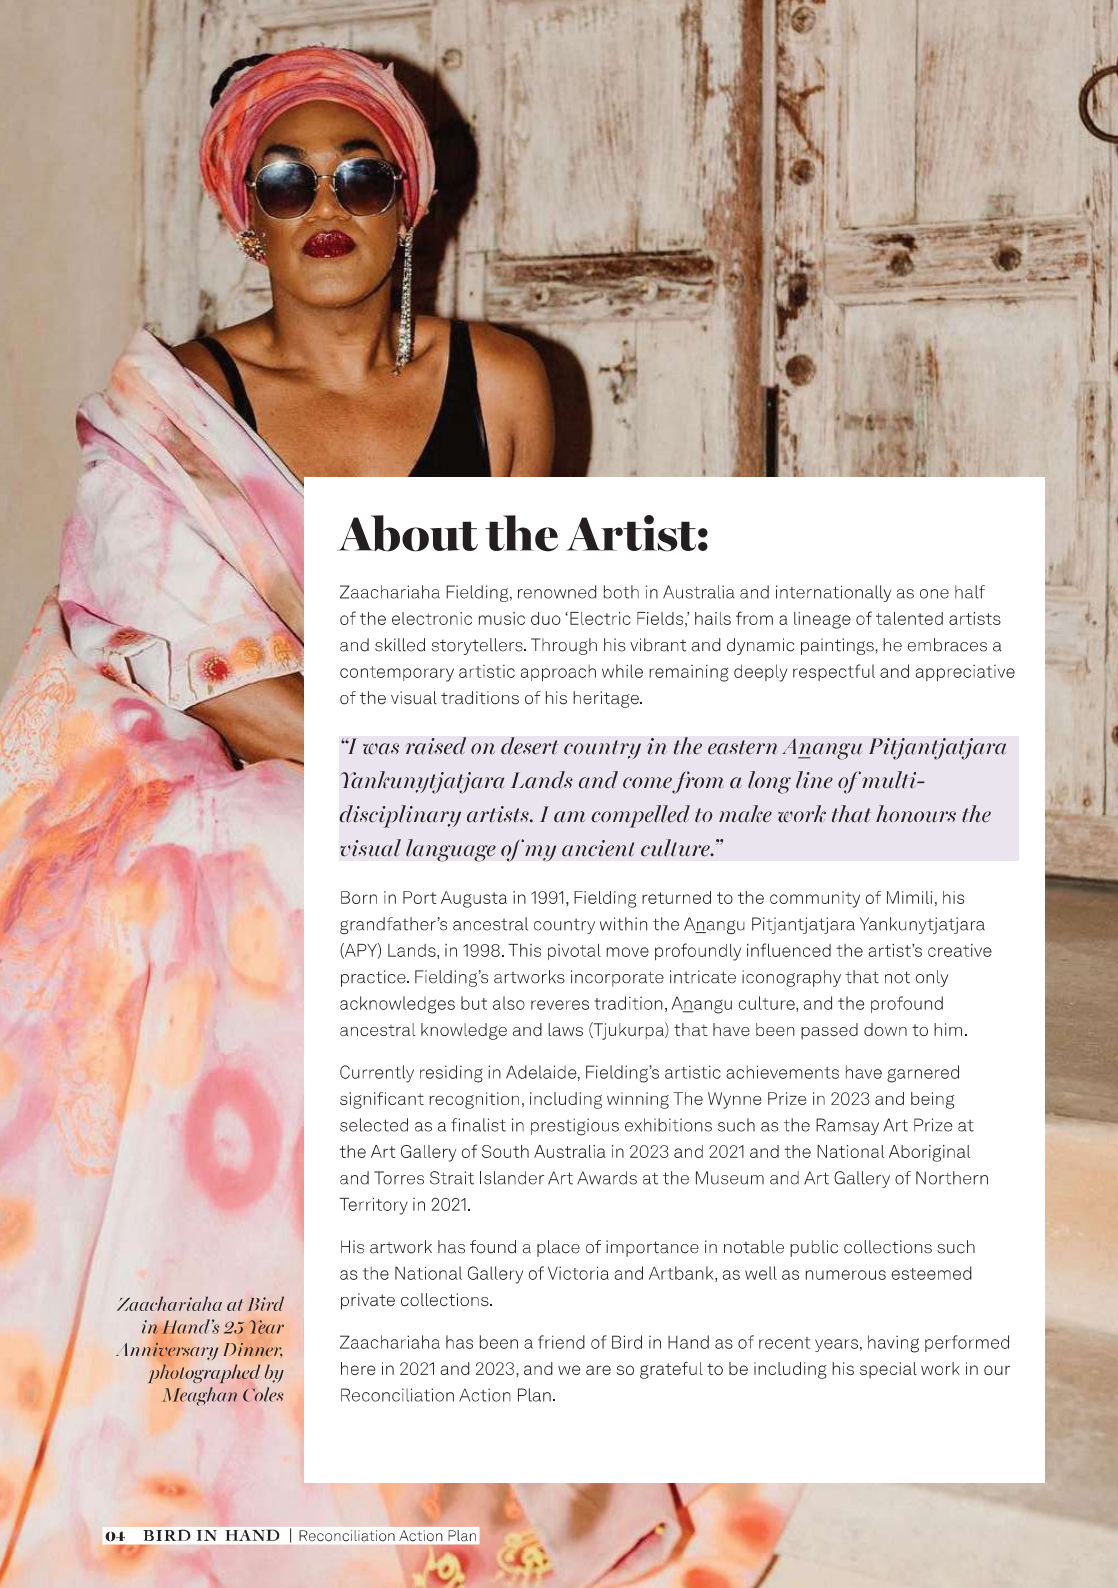 About the Artist:
Zaachariaha Fielding, renowned both in Australia and internationally as one half
of the electronic music duo ‘Electric Fields,’ hails from a lineage of talented artists
and skilled storytellers. Through his vibrant and dynamic paintings, he embraces a
contemporary artistic approach while remaining deeply respectful and appreciative
of the visual traditions of his heritage.
“I was raised on desert country in the eastern Aṉangu Pitjantjatjara
Yankunytjatjara Lands and come from a long line of multi-
disciplinary artists. I am compelled to make work that honours the
visual language of my ancient culture.”
Born in Port Augusta in 1991, Fielding returned to the community of Mimili, his
grandfather’s ancestral country within the Aṉangu Pitjantjatjara Yankunytjatjara
(APY) Lands, in 1998. This pivotal move profoundly influenced the artist’s creative
practice. Fielding’s artworks incorporate intricate iconography that not only
acknowledges but also reveres tradition, Aṉangu culture, and the profound
ancestral knowledge and laws (Tjukurpa) that have been passed down to him.
Currently residing in Adelaide, Fielding’s artistic achievements have garnered
significant recognition, including winning The Wynne Prize in 2023 and being
selected as a finalist in prestigious exhibitions such as the Ramsay Art Prize at
the Art Gallery of South Australia in 2023 and 2021 and the National Aboriginal
and Torres Strait Islander Art Awards at the Museum and Art Gallery of Northern
Territory in 2021.
His artwork has found a place of importance in notable public collections such
as the National Gallery of Victoria and Artbank, as well as numerous esteemed
private collections.
Zaachariaha has been a friend of Bird in Hand as of recent years, having performed
here in 2021 and 2023, and we are so grateful to be including his special work in our
Reconciliation Action Plan.
Zaachariaha at Bird
in Hand’s 25 Year
Anniversary Dinner,
photographed by
Meaghan Coles
04 BIRD IN HAND | Reconciliation Action Plan